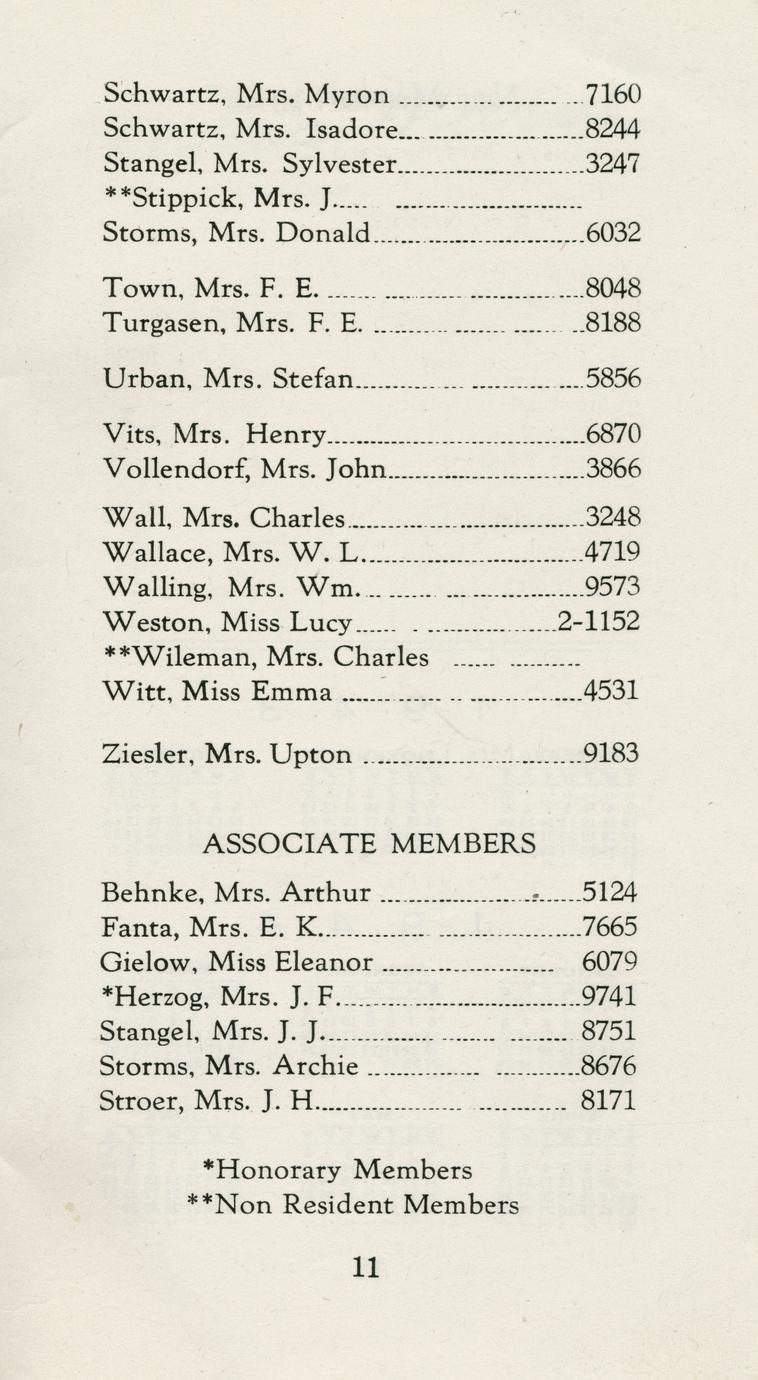 Schwartz, Mrs. Myron ........................7160
Schwartz, Mrs. Isadore........................8244
Stangel, Mrs. Sylvester........................3247
**Stippick, Mrs. J.........................
Storms, Mrs. Donald........................6032
Town, Mrs. F. E. ........................8048
Turgasen, Mrs. F. E. ........................8188
Urban, Mrs. Stefan........................5856
Vits, Mrs. Henry........................6870
Vollendorf, Mrs. John........................3866
Wall, Mrs. Charles........................3248
Wallace, Mrs. W. L.........................4719
Walling, Mrs. Wm.........................9573
Weston, Miss Lucy........................2-1152
**Wileman, Mrs. Charles ................
Witt, Miss Emma ........................4531
Ziesler, Mrs. Upton ........................9183
ASSOCIATE MEMBERS
Behnke, Mrs. Arthur ........................5124
Fanta, Mrs. E. K.........................7665
Gielow, Miss Eleanor ........................ 6079
*Herzog, Mrs. J. F.........................9741
Stangel, Mrs. J. J......................... 8751
Storms, Mrs. Archie ........................8676
Stroer, Mrs. J. H......................... 8171
*Honorary Members
**Non Resident Members
11